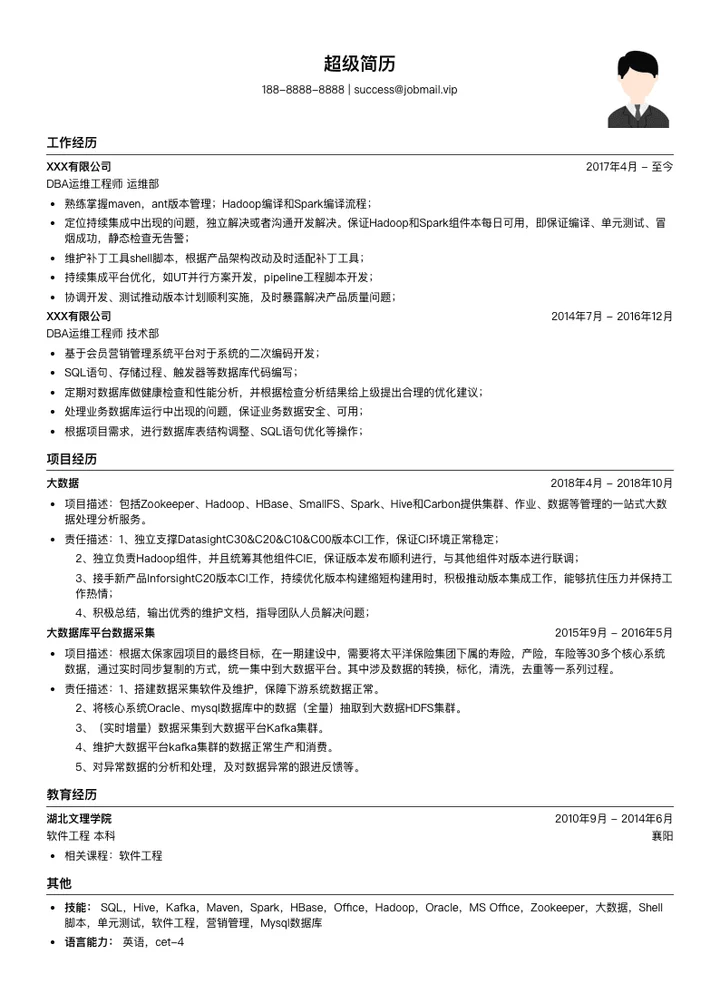 超级简历
188-8888-8888 | success@jobmail.vip
工作经历
XXX有限公司 2017年4月 - 至今
DBA运维工程师 运维部
• 熟练掌握maven，ant版本管理；Hadoop编译和Spark编译流程；
• 定位持续集成中出现的问题，独立解决或者沟通开发解决。保证Hadoop和Spark组件本每日可用，即保证编译、单元测试、冒
烟成功，静态检查无告警；
• 维护补丁工具shell脚本，根据产品架构改动及时适配补丁工具；
• 持续集成平台优化，如UT并行方案开发，pipeline工程脚本开发；
• 协调开发、测试推动版本计划顺利实施，及时暴露解决产品质量问题；
XXX有限公司 2014年7月 - 2016年12月
DBA运维工程师 技术部
• 基于会员营销管理系统平台对于系统的二次编码开发；
• SQL语句、存储过程、触发器等数据库代码编写；
• 定期对数据库做健康检查和性能分析，并根据检查分析结果给上级提出合理的优化建议；
• 处理业务数据库运行中出现的问题，保证业务数据安全、可用；
• 根据项目需求，进行数据库表结构调整、SQL语句优化等操作；
项目经历
大数据 2018年4月 - 2018年10月
• 项目描述：包括Zookeeper、Hadoop、HBase、SmallFS、Spark、Hive和Carbon提供集群、作业、数据等管理的一站式大数
据处理分析服务。
• 责任描述：1、独立支撑DatasightC30&C20&C10&C00版本CI工作，保证CI环境正常稳定；
2、独立负责Hadoop组件，并且统筹其他组件CIE，保证版本发布顺利进行，与其他组件对版本进行联调；
3、接手新产品InforsightC20版本CI工作，持续优化版本构建缩短构建用时，积极推动版本集成工作，能够抗住压力并保持工
作热情；
4、积极总结，输出优秀的维护文档，指导团队人员解决问题；
大数据库平台数据采集 2015年9月 - 2016年5月
• 项目描述：根据太保家园项目的最终目标，在一期建设中，需要将太平洋保险集团下属的寿险，产险，车险等30多个核心系统
数据，通过实时同步复制的方式，统一集中到大数据平台。其中涉及数据的转换，标化，清洗，去重等一系列过程。
• 责任描述：1、搭建数据采集软件及维护，保障下游系统数据正常。
2、将核心系统Oracle、mysql数据库中的数据（全量）抽取到大数据HDFS集群。
3、（实时增量）数据采集到大数据平台Kafka集群。
4、维护大数据平台kafka集群的数据正常生产和消费。
5、对异常数据的分析和处理，及对数据异常的跟进反馈等。
教育经历
湖北文理学院 2010年9月 - 2014年6月
软件工程 本科 襄阳
• 相关课程：软件工程
其他
• 技能： SQL，Hive，Kafka，Maven，Spark，HBase，Office，Hadoop，Oracle，MS Office，Zookeeper，大数据，Shell
脚本，单元测试，软件工程，营销管理，Mysql数据库
• 语言能力： 英语，cet-4